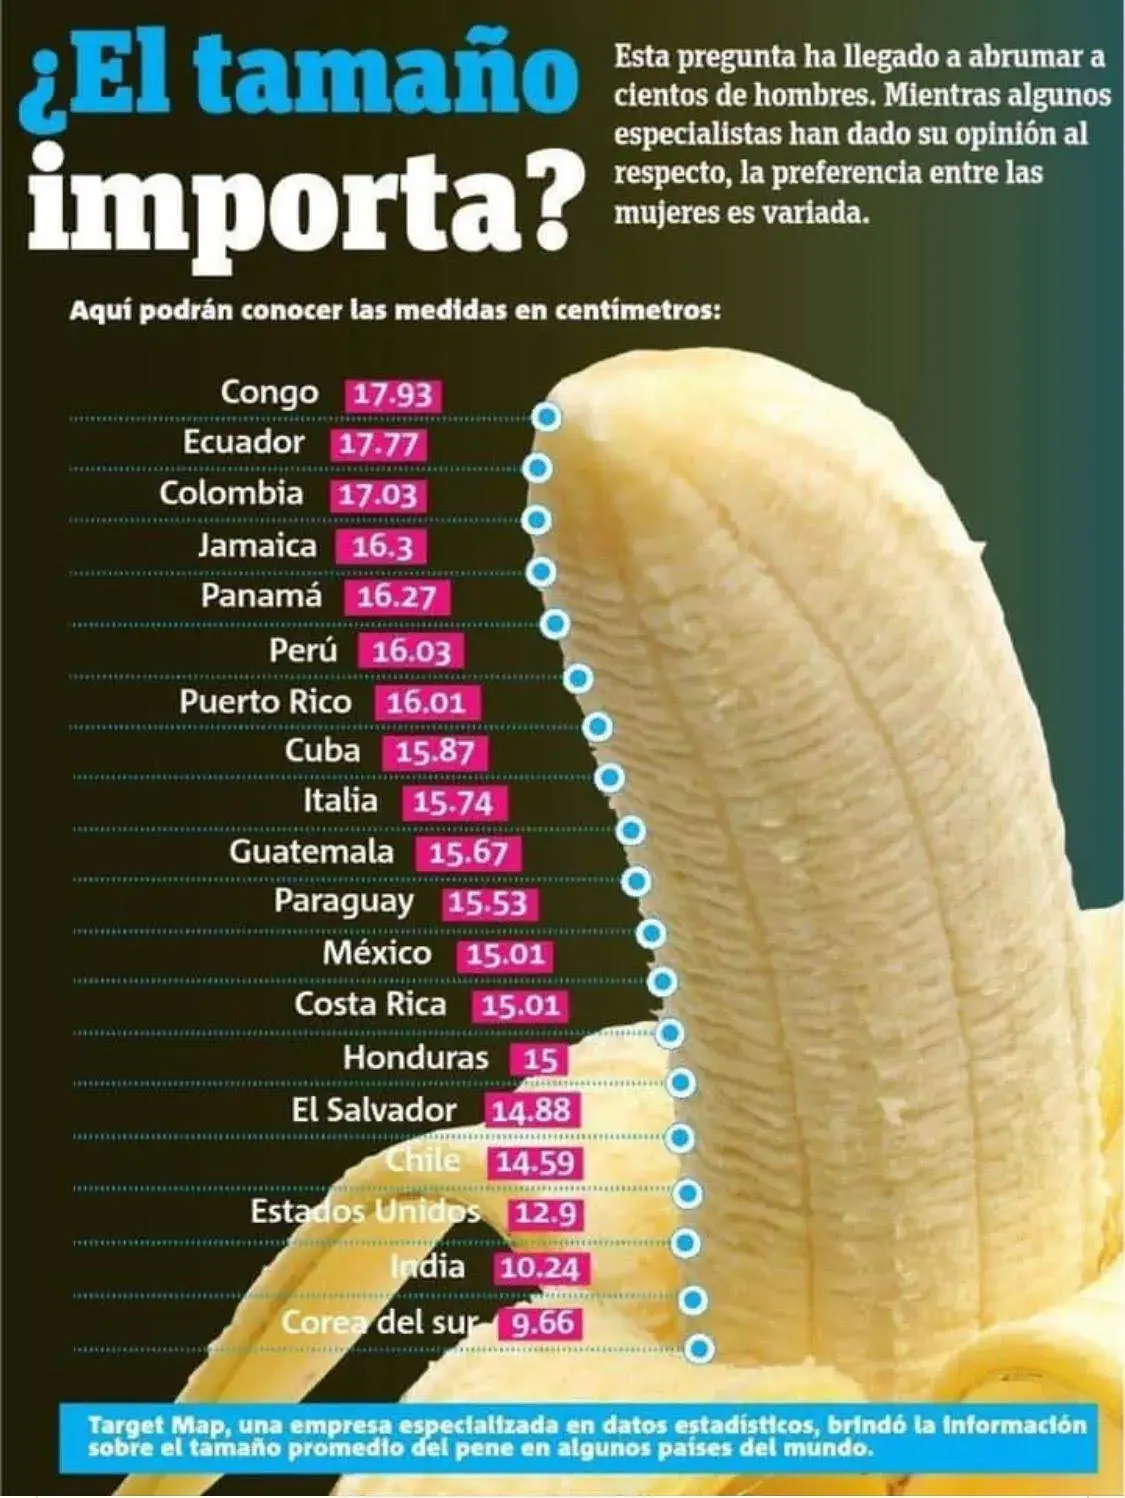 ¿El tamaño
importa?
Esta pregunta ha llegado a abrumar a
cientos de hombres. Mientras algunos
especialistas han dado su opinión al
respecto, la preferencia entre las
mujeres es variada.
Aquí podrán conocer las medidas en centímetros:
Congo 17.93
Ecuador 17.77
Colombia 17.03
Jamaica 16.3
Panamá 16.27
Perú 16.03
Puerto Rico 16.01
Cuba 15.87
Italia 15.74
Guatemala 15.67
Paraguay 15.53
México 15.01
Costa Rica 15.01
Honduras 15
El Salvador 14.88
Chile 14.59
Estados Unidos 12.9
India 10.24
Corea del sur 9.66
Target Map, una empresa especializada en datos estadísticos, brindó la información
sobre el tamaño promedio del pene en algunos países del mundo.